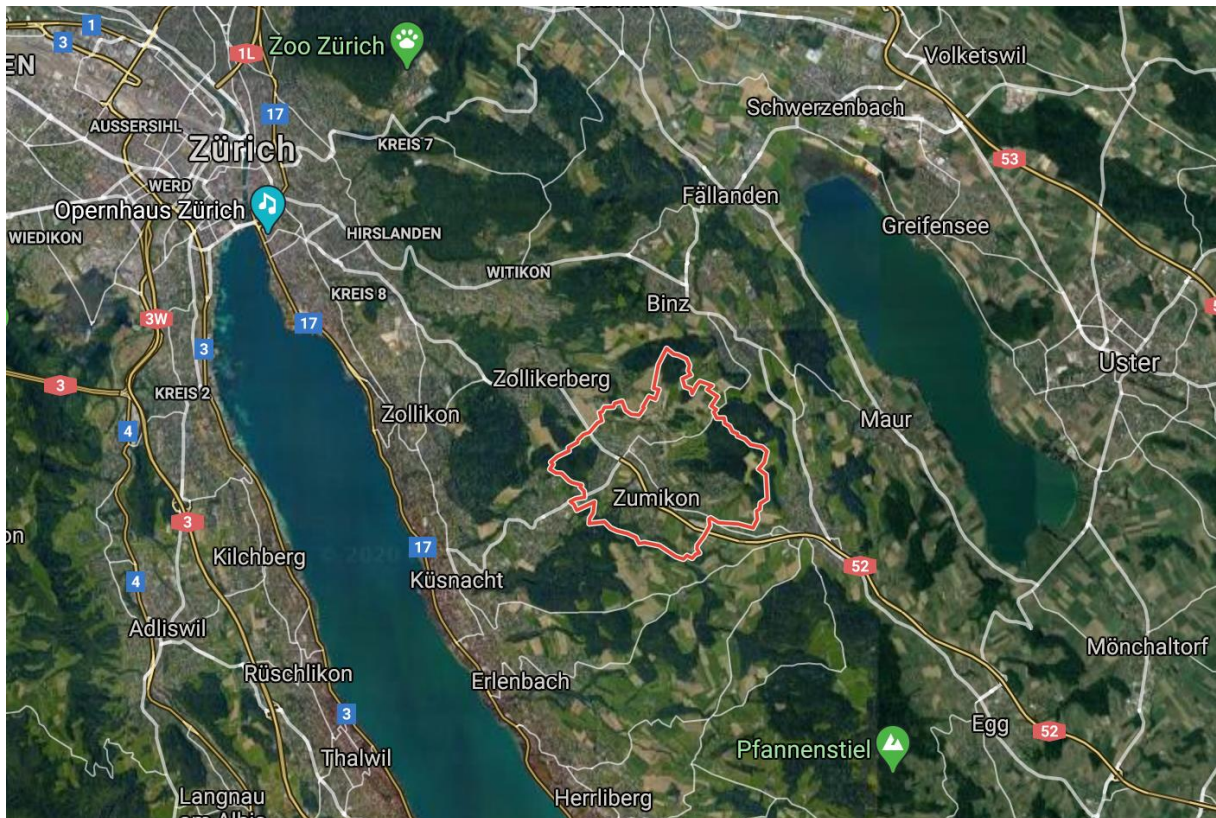 1
3
1L
Zoo Zürich
Volketswil
EN
17
Schwerzenbach
AUSSERSIHL
Zürich
KREIS 7
53
WERD
Fällanden
Opernhaus Zürich
WIEDIKON
HIRSLANDEN
Greifensee
WITIKON
KREIS 8
Binz
3W
17
3
Uster
3
KREIS 2
Zollikerberg
Zollikon
Maur
4
Zumikon
3
17
Kilchberg
52
Küsnacht
4
Adliswil
Mönchaltorf
Rüschlikon
Erlenbach
3
Egg
52
Pfannenstiel
Thalwil
Langnau
Herrliberg